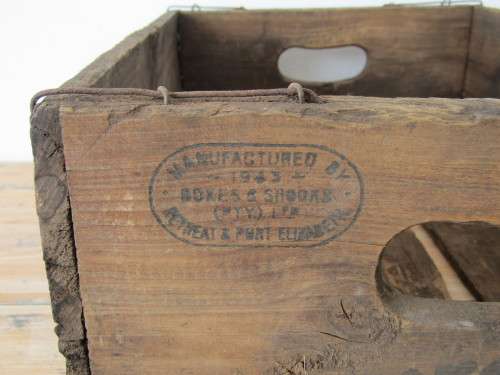 MANUFACTURED BY
1943
BOXES & SHOOKS
(PTY) LTD
RETREAT & PORT ELIZABETH